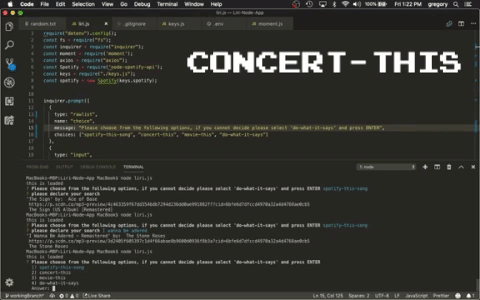 Code File Edit Selection View Go Debug Terminal Window Help
100% Fri 1:22 PM gregory
liri.js — Liri-Node-App
random.txt liri.js .gitignore keys.js .env moment.js
CONCERT-THIS
require("dotenv").config();
const fs = require("fs");
const inquirer = require("inquirer");
const moment = require('moment');
const axios = require("axios");
const Spotify = require('node-spotify-api');
const keys = require("./keys.js");
const spotify = new Spotify(keys.spotify);
inquirer.prompt([
{
type: "rawlist",
name: "choice",
message: "Please choose from the following options, if you cannot decide please select 'do-what-it-says' and press ENTER",
choices: ["spotify-this-song", "concert-this", "movie-this", "do-what-it-says"]
},
{
type: "input",
PROBLEMS OUTPUT DEBUG CONSOLE TERMINAL
1: node
MacBooks-MBP:Liri-Node-App MacBook$ node liri.js
this is loaded
? Please choose from the following options, if you cannot decide please select 'do-what-it-says' and press ENTER spotify-this-song
? please declare your search
'The Sign' by: Ace of Base
The Sign (US Album) [Remastered]
MacBooks-MBP:Liri-Node-App MacBook$ node liri.js
this is loaded
? Please choose from the following options, if you cannot decide please select 'do-what-it-says' and press ENTER spotify-this-song
? please declare your search i wanna be adored
'I Wanna Be Adored - Remastered' by: The Stone Roses
The Stone Roses
MacBooks-MBP:Liri-Node-App MacBook$ node liri.js
this is loaded
? Please choose from the following options, if you cannot decide please select 'do-what-it-says' and press ENTER
1) spotify-this-song
2) concert-this
3) movie-this
4) do-what-it-says
Answer:
workingBranch* 0 0 Live Share
Ln 15, Col 125 Spaces: 4 UTF-8 LF JavaScript Prettier